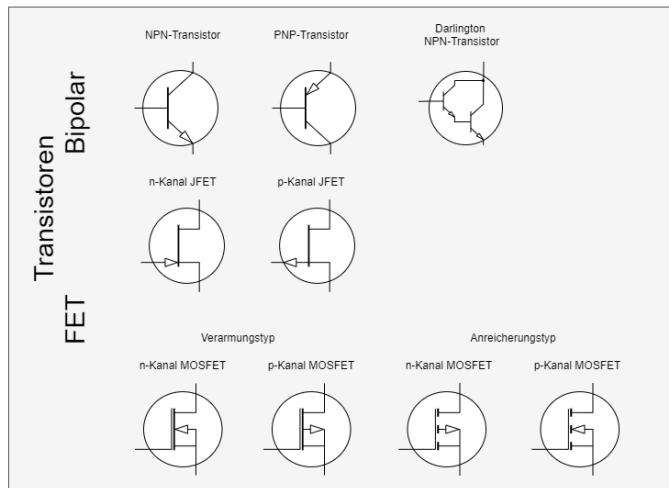 Transistoren
Bipolar
NPN-Transistor
PNP-Transistor
Darlington
NPN-Transistor
FET
n-Kanal JFET
p-Kanal JFET
Verarmungstyp
Anreicherungstyp
n-Kanal MOSFET
p-Kanal MOSFET
n-Kanal MOSFET
p-Kanal MOSFET